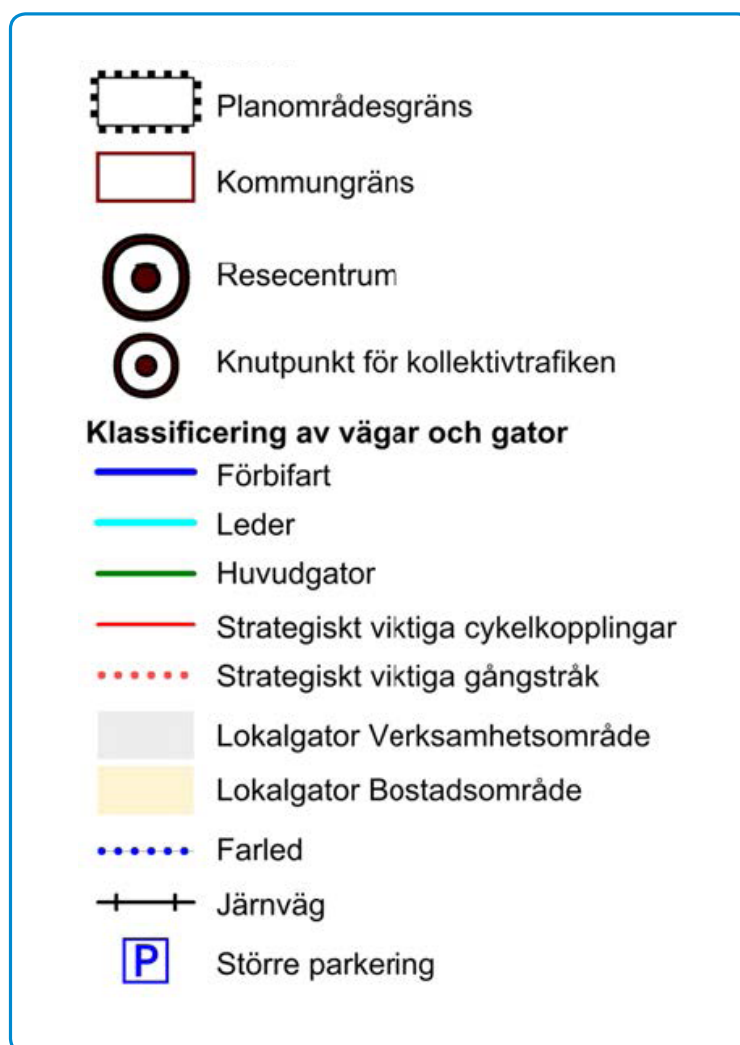 Planområdesgräns
Kommungräns
Resecentrum
Knutpunkt för kollektivtrafiken
Klassificering av vägar och gator
Förbifart
Leder
Huvudgator
Strategiskt viktiga cykelkopplingar
Strategiskt viktiga gångstråk
Lokalgator Verksamhetsområde
Lokalgator Bostadsområde
Farled
Järnväg
P Större parkering